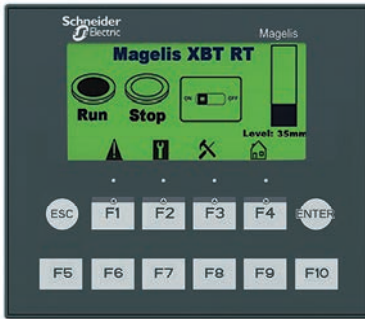 Schneider
Electric
Magelis
Magelis XBT RT
ON
OFF
Run
Stop
Level: 35mm
ESC
F1
F2
F3
F4
ENTER
F5
F6
F7
F8
F9
F10